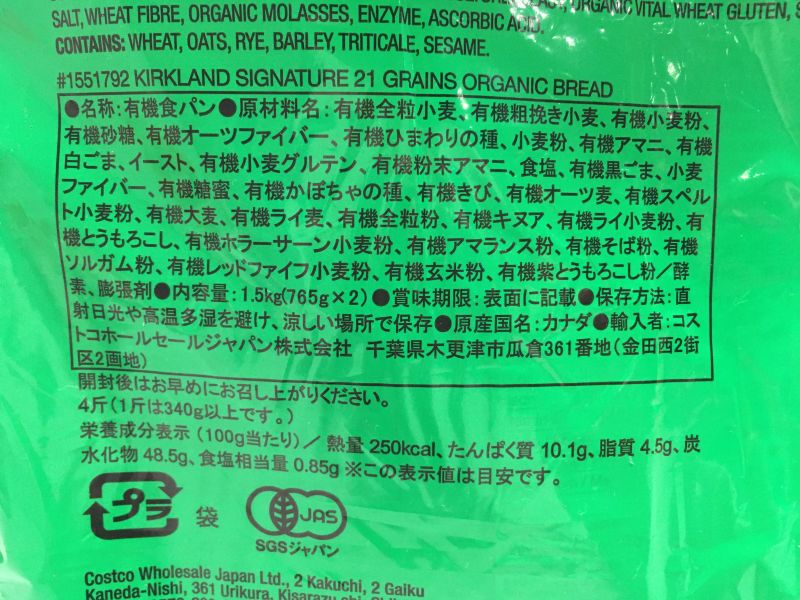 ORGANIC VITAL WHEAT GLUTEN,
SALT, WHEAT FIBRE, ORGANIC MOLASSES, ENZYME, ASCORBIC ACID.
CONTAINS: WHEAT, OATS, RYE, BARLEY, TRITICALE, SESAME.
#1551792 KIRKLAND SIGNATURE 21 GRAINS ORGANIC BREAD
●名称:有機食パン●原材料名:有機全粒小麦、有機粗挽き小麦、有機小麦粉、
有機砂糖、有機オーツファイバー、有機ひまわりの種、小麦粉、有機アマニ、有機
白ごま、イースト、有機小麦グルテン、有機粉末アマニ、食塩、有機黒ごま、小麦
ファイバー、有機糖蜜、有機かぼちゃの種、有機きび、有機オーツ麦、有機スペル
ト小麦粉、有機大麦、有機ライ麦、有機全粒粉、有機キヌア、有機ライ小麦粉、有
機とうもろこし、有機ホラーサーン小麦粉、有機アマランス粉、有機そば粉、有機
ソルガム粉、有機レッドファイフ小麦粉、有機玄米粉、有機紫とうもろこし粉／酵
素、膨張剤●内容量:1.5kg(765g×2)●賞味期限:表面に記載●保存方法:直
射日光や高温多湿を避け、涼しい場所で保存●原産国名:カナダ●輸入者:コス
トコホールセールジャパン株式会社 千葉県木更津市瓜倉361番地(金田西2街
区2画地)
開封後はお早めにお召し上がりください。
4斤(1斤は340g以上です。)
栄養成分表示(100g当たり)／熱量250kcal、たんぱく質10.1g、脂質4.5g、炭
水化物48.5g、食塩相当量0.85g※この表示値は目安です。
プラ 袋 JAS
SGSジャパン
Costco Wholesale Japan Ltd., 2 Kakuchi, 2 Gaiku
Kaneda-Nishi, 361 Urikura, Kisarazu-shi,